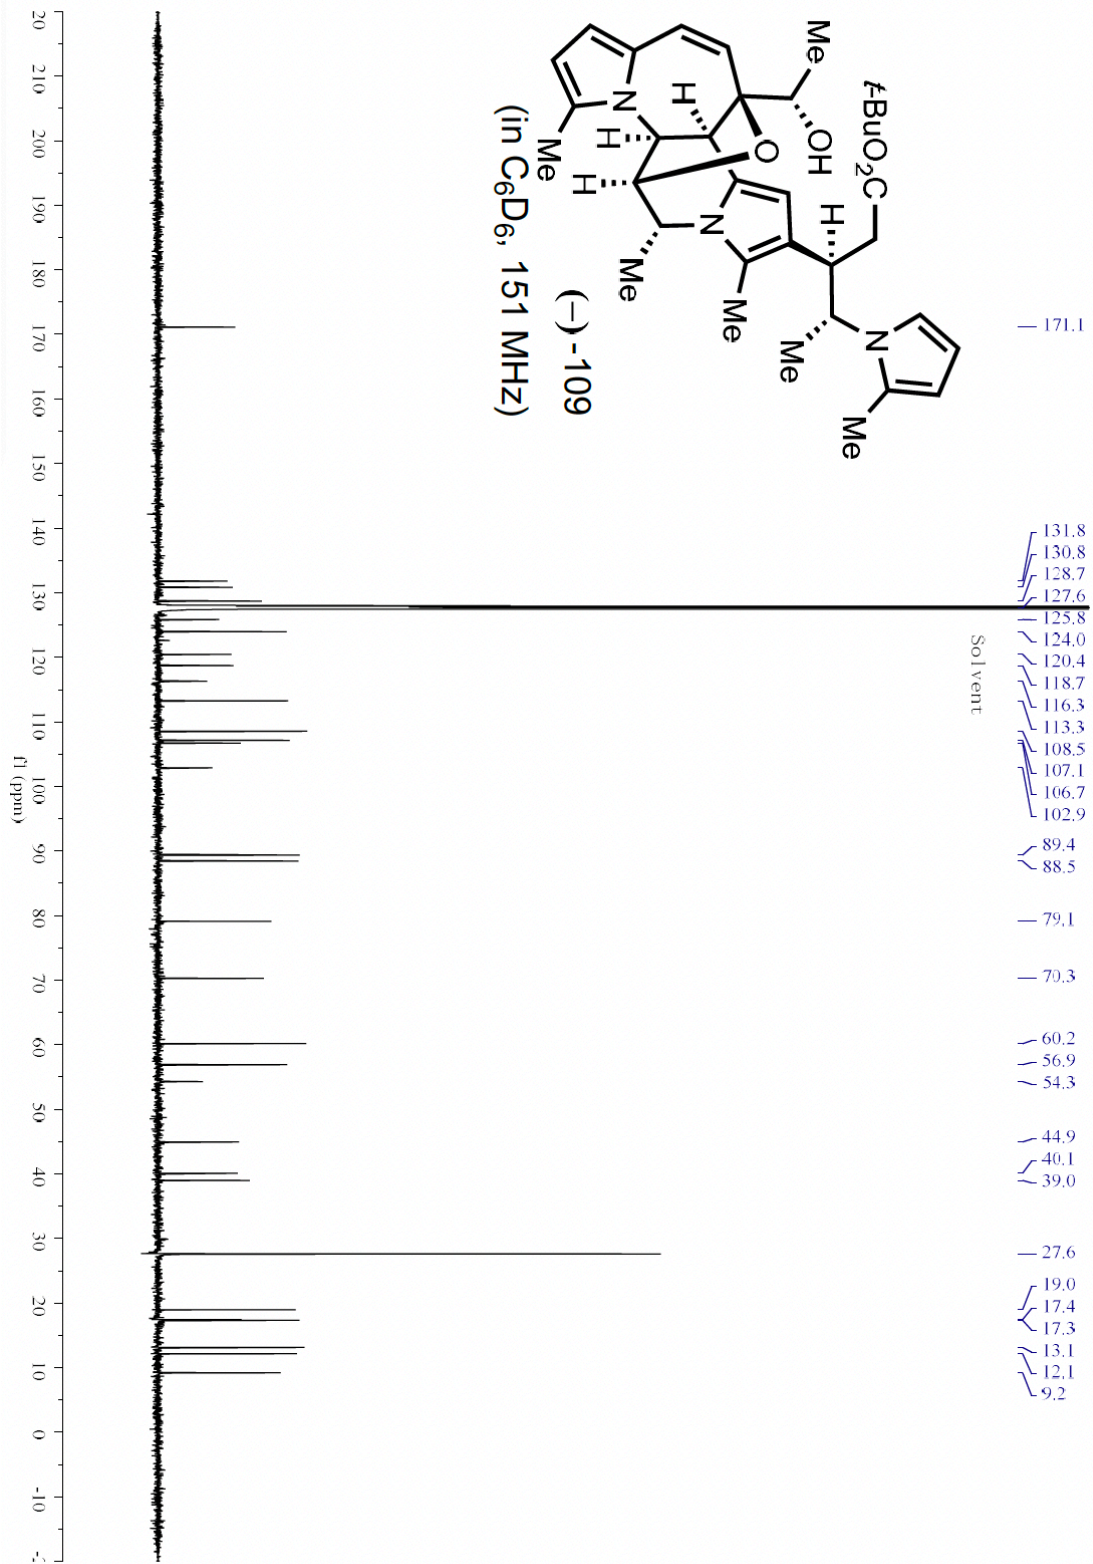 171.1
131.8
130.8
128.7
127.6
125.8
124.0
120.4
118.7
116.3
113.3
108.5
107.1
106.7
102.9
89.4
88.5
79.1
70.3
60.2
56.9
54.3
44.9
40.1
39.0
27.6
19.0
17.4
17.3
13.1
12.1
9.2
Solvent
t-BuO₂C
N
Me
H
OH
Me
Me
O
Me
N
H
Me
N
H
H
Me
(−)-109
(in C₆D₆, 151 MHz)
20 210 200 190 180 170 160 150 140 130 120 110 100 90 80 70 60 50 40 30 20 10 0 -10
f1 (ppm)